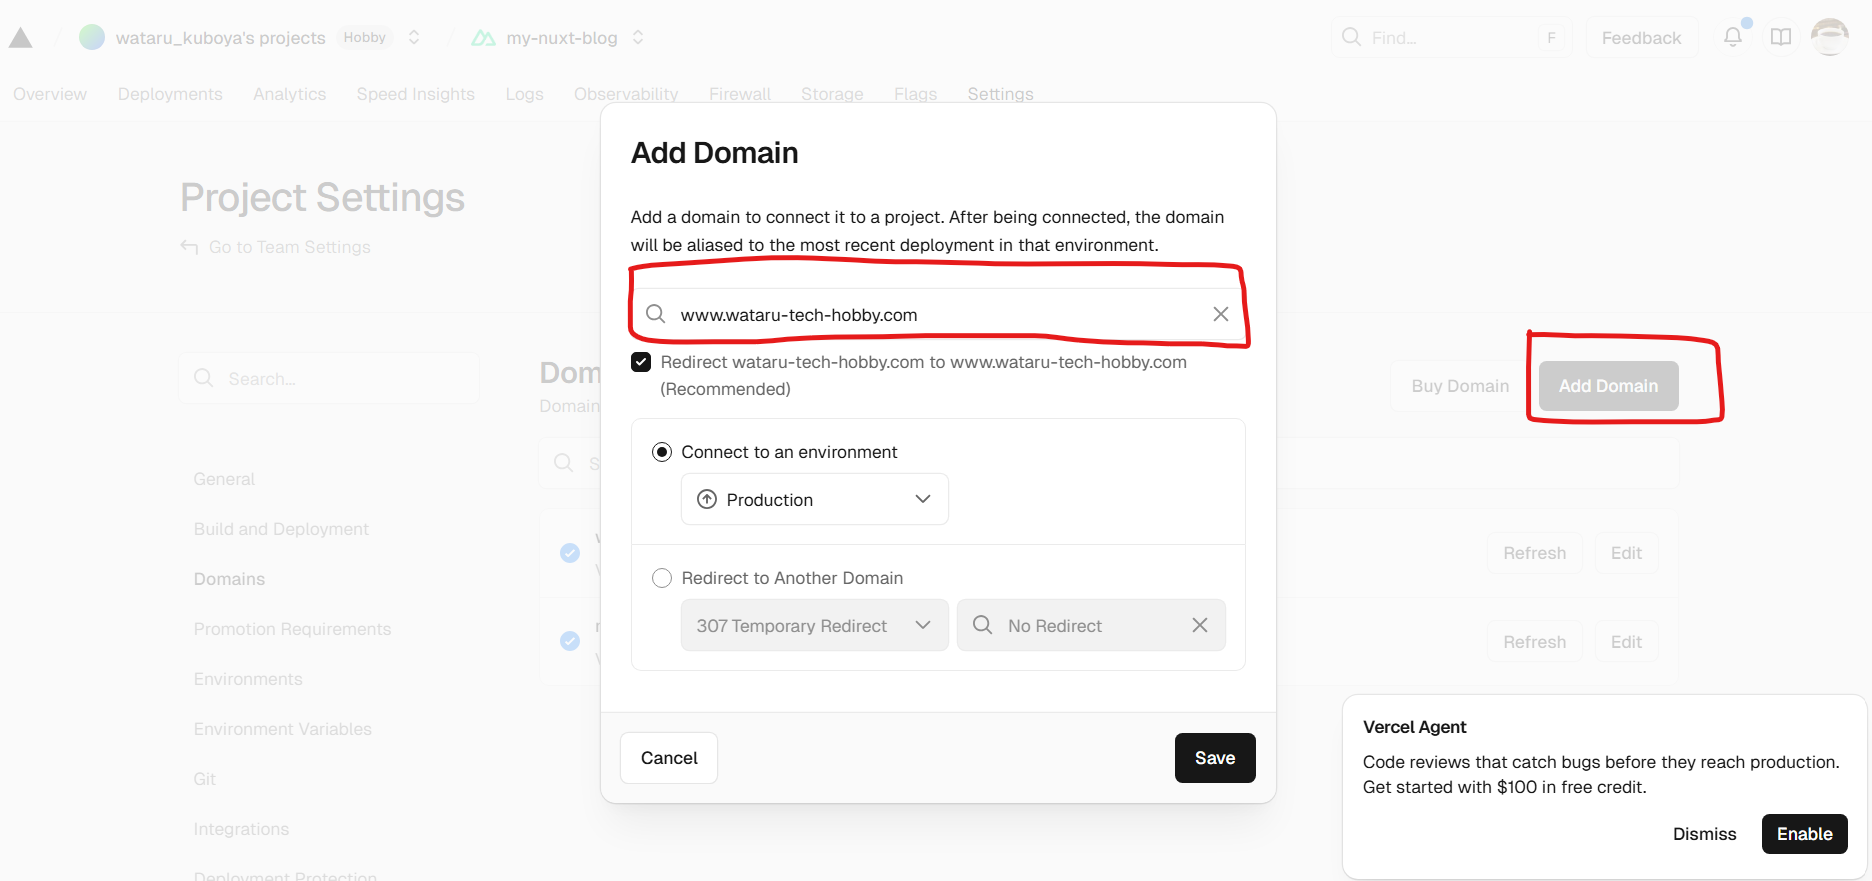 wataru_kuboya's projects Hobby my-nuxt-blog Find... F Feedback
Overview Deployments Analytics Speed Insights Logs Observability Firewall Storage Flags Settings
Project Settings
Go to Team Settings
Search...
General
Build and Deployment
Domains
Promotion Requirements
Environments
Environment Variables
Git
Integrations
Deployment Protection
Buy Domain Add Domain
Refresh Edit
Refresh Edit
Add Domain
Add a domain to connect it to a project. After being connected, the domain
will be aliased to the most recent deployment in that environment.
www.wataru-tech-hobby.com
Redirect wataru-tech-hobby.com to www.wataru-tech-hobby.com
(Recommended)
Connect to an environment
Production
Redirect to Another Domain
307 Temporary Redirect No Redirect
Cancel Save
Vercel Agent
Code reviews that catch bugs before they reach production.
Get started with $100 in free credit.
Dismiss Enable